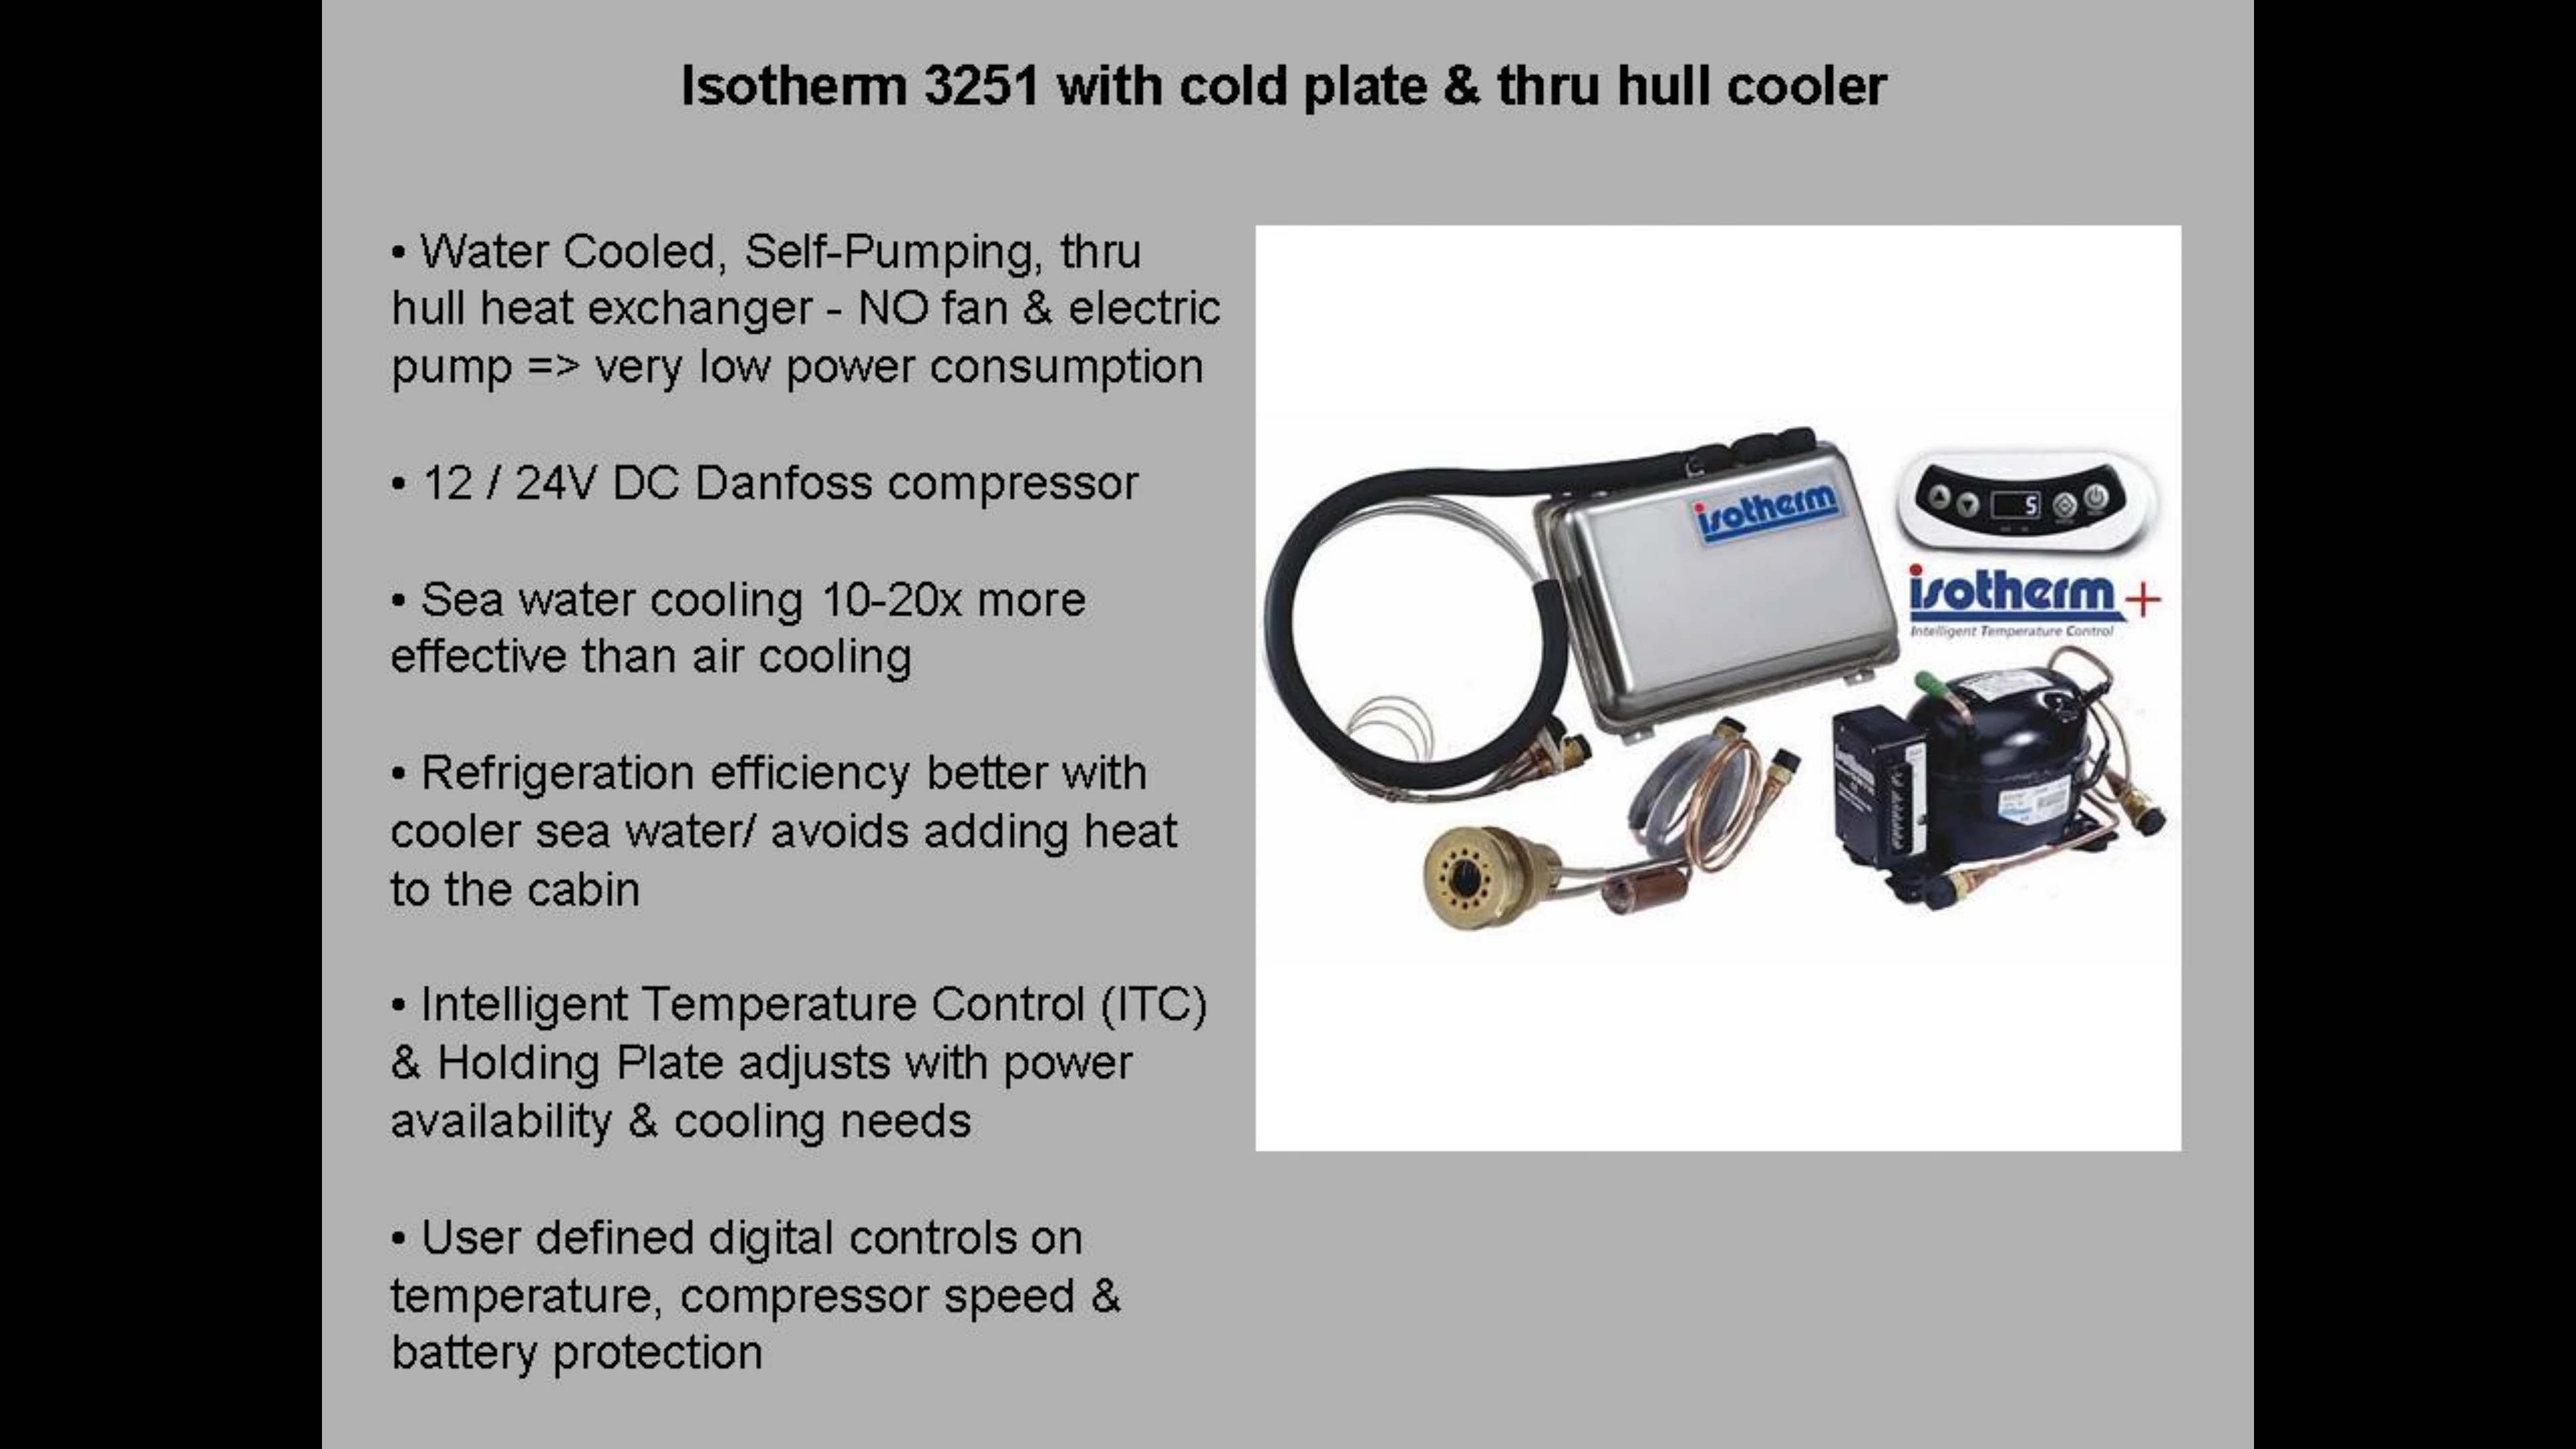 Isotherm 3251 with cold plate & thru hull cooler
• Water Cooled, Self-Pumping, thru
hull heat exchanger - NO fan & electric
pump => very low power consumption
• 12 / 24V DC Danfoss compressor
• Sea water cooling 10-20x more
effective than air cooling
• Refrigeration efficiency better with
cooler sea water/ avoids adding heat
to the cabin
• Intelligent Temperature Control (ITC)
& Holding Plate adjusts with power
availability & cooling needs
• User defined digital controls on
temperature, compressor speed &
battery protection
isotherm
5
isotherm +
Intelligent Temperature Control